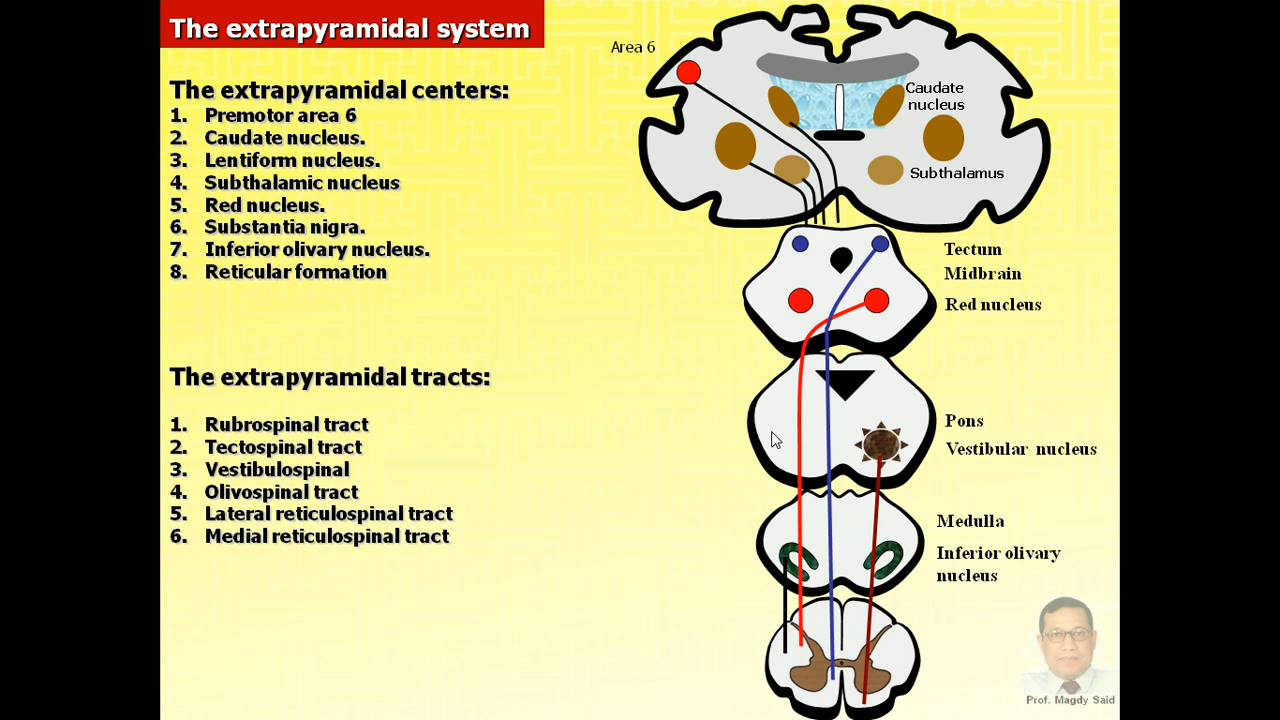 The extrapyramidal system
The extrapyramidal centers:
1. Premotor area 6
2. Caudate nucleus.
3. Lentiform nucleus.
4. Subthalamic nucleus
5. Red nucleus.
6. Substantia nigra.
7. Inferior olivary nucleus.
8. Reticular formation
The extrapyramidal tracts:
1. Rubrospinal tract
2. Tectospinal tract
3. Vestibulospinal
4. Olivospinal tract
5. Lateral reticulospinal tract
6. Medial reticulospinal tract
Area 6
Caudate
nucleus
Subthalamus
Tectum
Midbrain
Red nucleus
Pons
Vestibular nucleus
Medulla
Inferior olivary
nucleus
Prof. Magdy Said